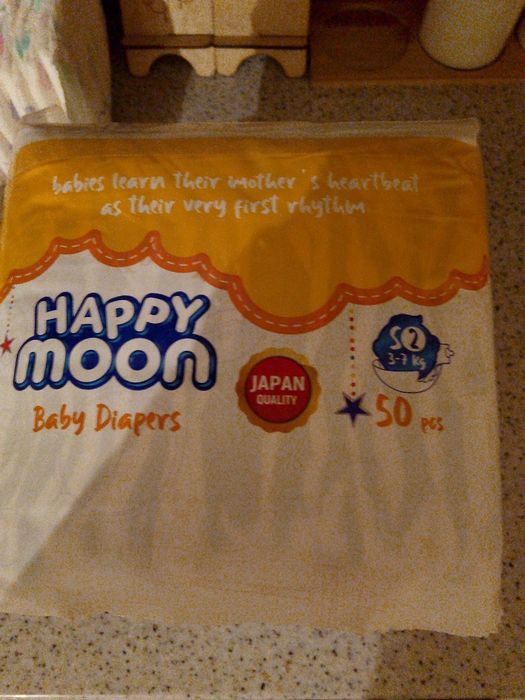 babies learn their mother's heartbeat
as their very first rhythm
HAPPY
moon
Baby Diapers
JAPAN
QUALITY
S 2
3-7 kg
50 pcs